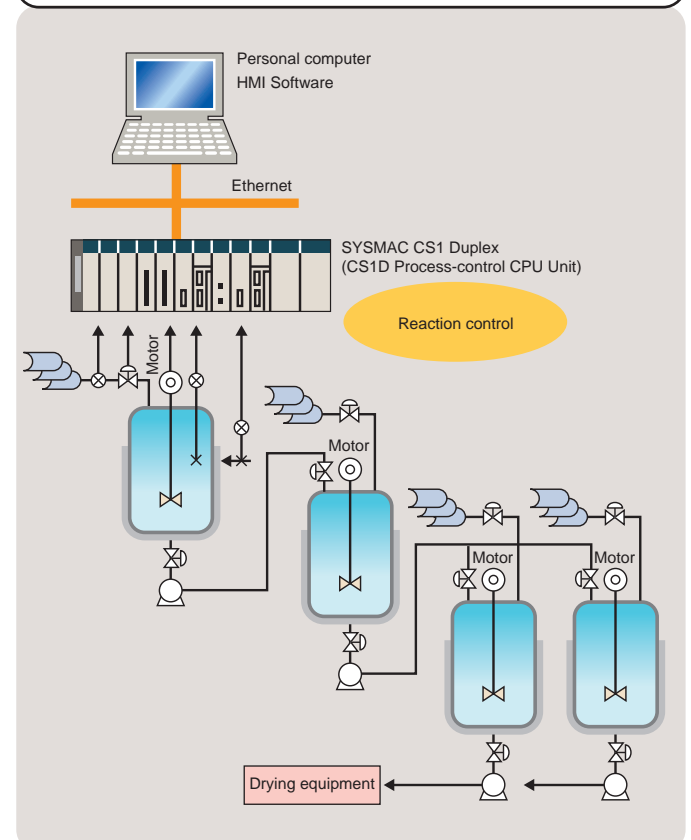 Personal computer
HMI Software
Ethernet
SYSMAC CS1 Duplex
(CS1D Process-control CPU Unit)
Reaction control
Motor
Motor
Motor
Motor
Drying equipment